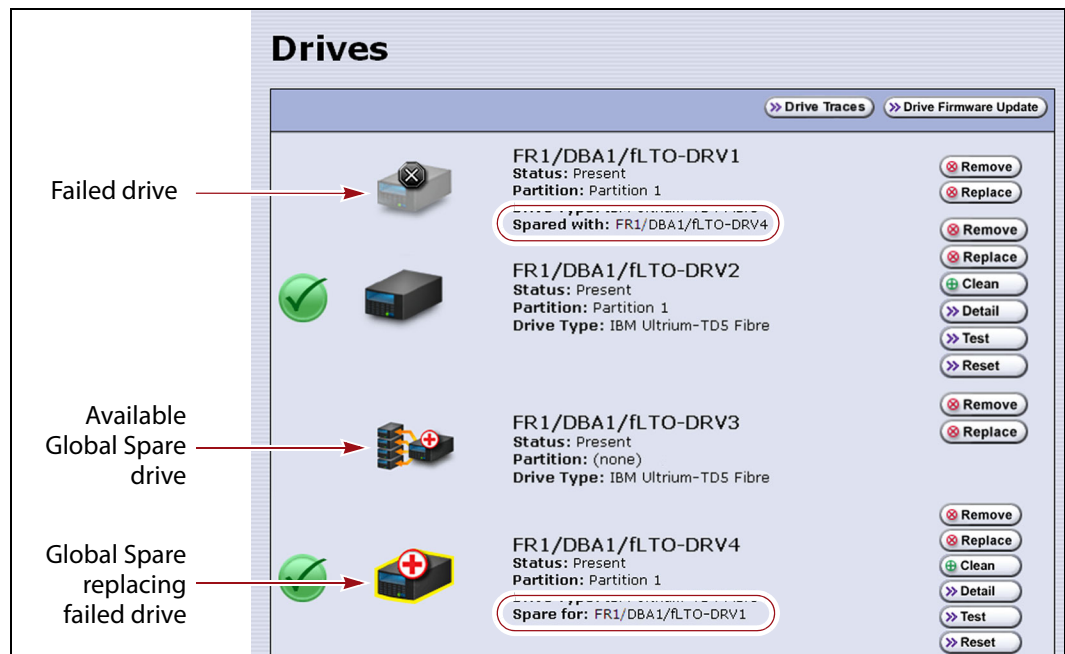 Drives
Drive Traces
Drive Firmware Update
Failed drive
FR1/DBA1/fLTO-DRV1
Status: Present
Partition: Partition 1
Spared with: FR1/DBA1/fLTO-DRV4
Remove
Replace
FR1/DBA1/fLTO-DRV2
Status: Present
Partition: Partition 1
Drive Type: IBM Ultrium-TD5 Fibre
Remove
Replace
Clean
Detail
Test
Reset
Available
Global Spare
drive
FR1/DBA1/fLTO-DRV3
Status: Present
Partition: (none)
Drive Type: IBM Ultrium-TD5 Fibre
Remove
Replace
Global Spare
replacing
failed drive
FR1/DBA1/fLTO-DRV4
Status: Present
Partition: Partition 1
Spare for: FR1/DBA1/fLTO-DRV1
Remove
Replace
Clean
Detail
Test
Reset